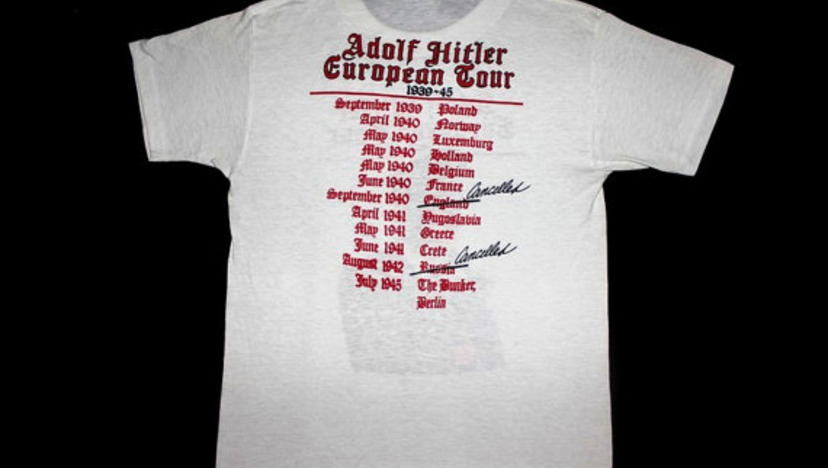 Adolf Hitler
European Tour
1939-45
September 1939 Poland
April 1940 Norway
May 1940 Luxemburg
May 1940 Holland
May 1940 Belgium
June 1940 France
September 1940 England Cancelled
April 1941 Yugoslavia
May 1941 Greece
June 1941 Crete
August 1942 Russia Cancelled
July 1945 The Bunker,
Berlin